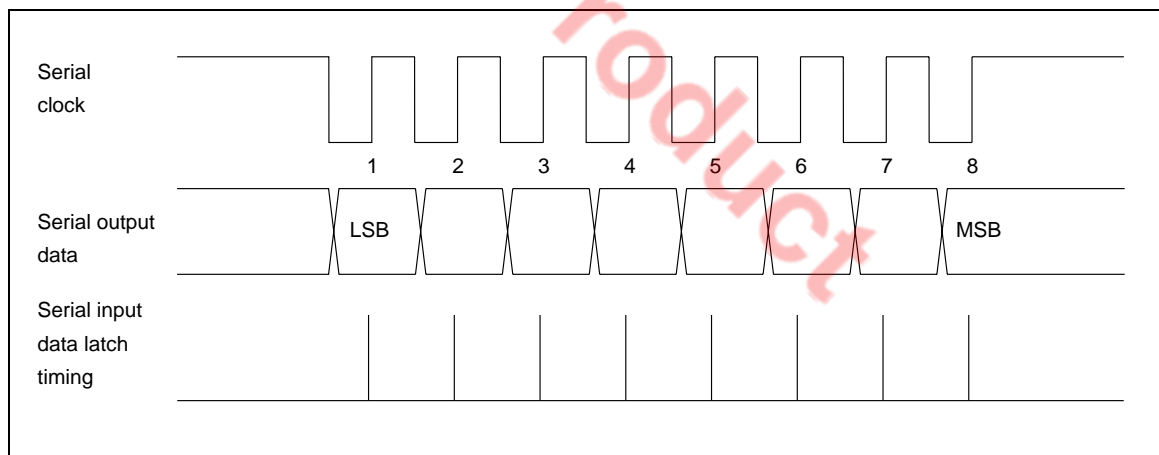 Serial
clock
1 2 3 4 5 6 7 8
Serial output
data
LSB
MSB
Serial input
data latch
timing
roduct